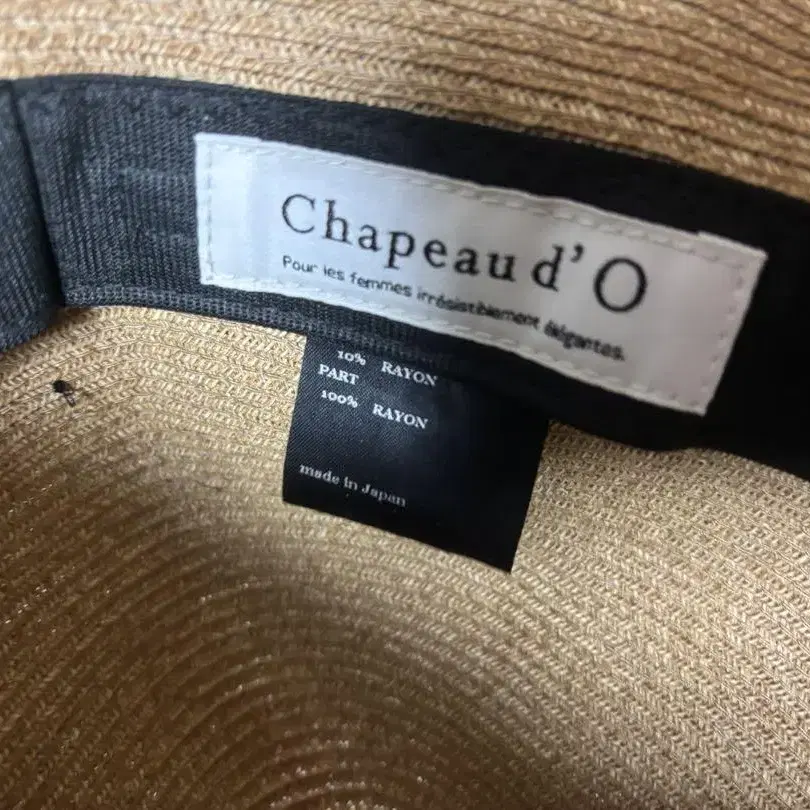 Chapeau d'O
Pour les femmes irrésistiblement élégantes.
10% RAYON
PART
100% RAYON
made in Japan